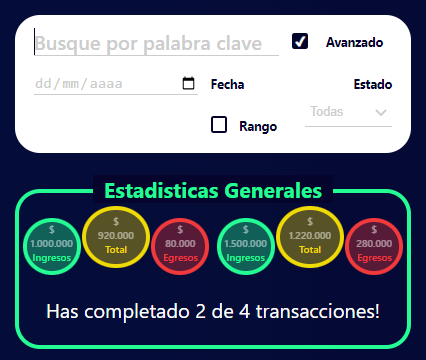 Busque por palabra clave
Avanzado
dd/mm/aaaa
Fecha
Estado
Rango
Todas
Estadisticas Generales
$
1.000.000
Ingresos
$
920.000
Total
$
80.000
Egresos
$
1.500.000
Ingresos
$
1.220.000
Total
$
280.000
Egresos
Has completado 2 de 4 transacciones!